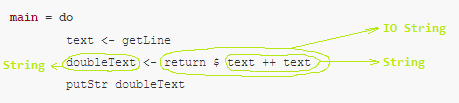 main = do
IO String
text <- getLine
String doubleText <- return $ text ++ text String
putStr doubleText